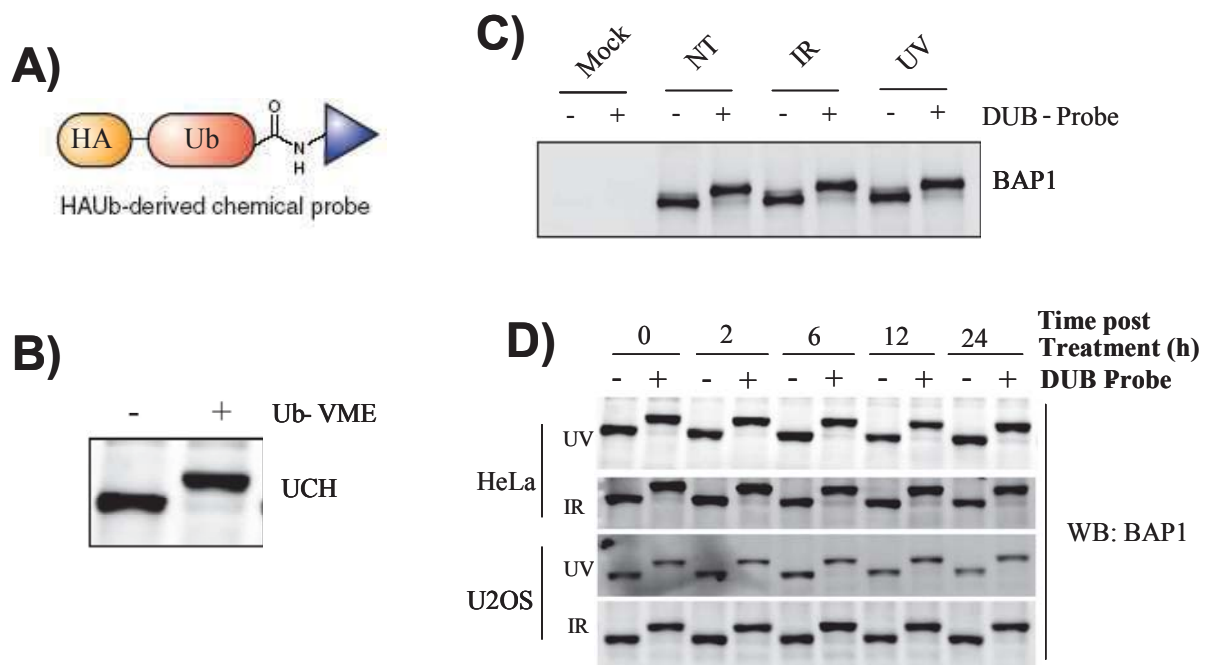 A)
HA
Ub
O
N
H
HAUb-derived chemical probe
B)
- + Ub- VME
UCH
C)
Mock NT IR UV
- + - + - + - + DUB - Probe
BAP1
D)
0 2 6 12 24 Time post
Treatment (h)
- + - + - + - + - + DUB Probe
HeLa
UV
IR
U2OS
UV
IR
WB: BAP1